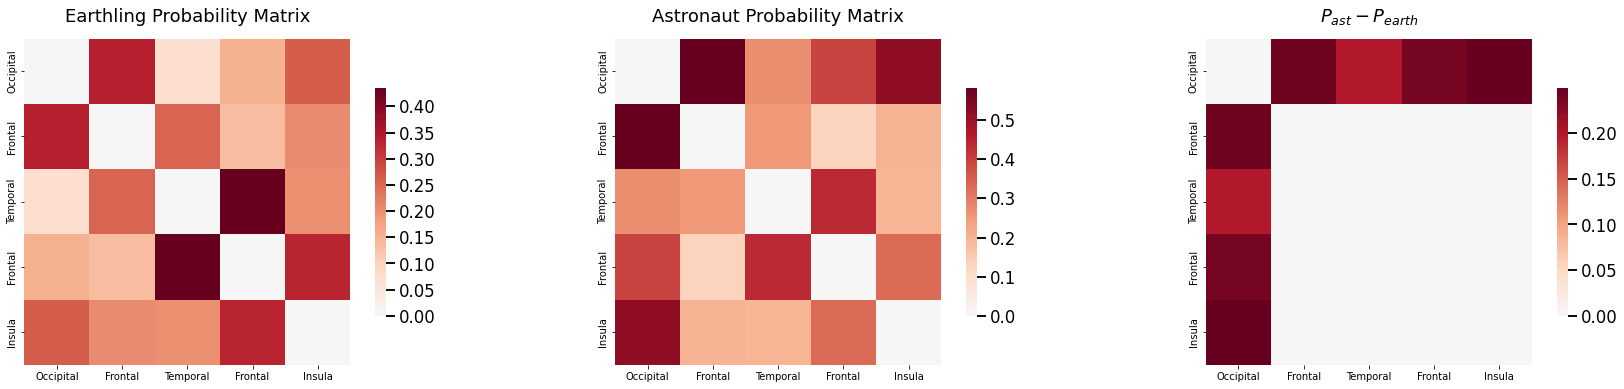 Earthling Probability Matrix
Occipital
Frontal
Temporal
Frontal
Insula
Occipital Frontal Temporal Frontal Insula
0.40
0.35
0.30
0.25
0.20
0.15
0.10
0.05
0.00
Astronaut Probability Matrix
Occipital
Frontal
Temporal
Frontal
Insula
Occipital Frontal Temporal Frontal Insula
0.5
0.4
0.3
0.2
0.1
0.0
P_{ast} − P_{earth}
Occipital
Frontal
Temporal
Frontal
Insula
Occipital Frontal Temporal Frontal Insula
0.20
0.15
0.10
0.05
0.00